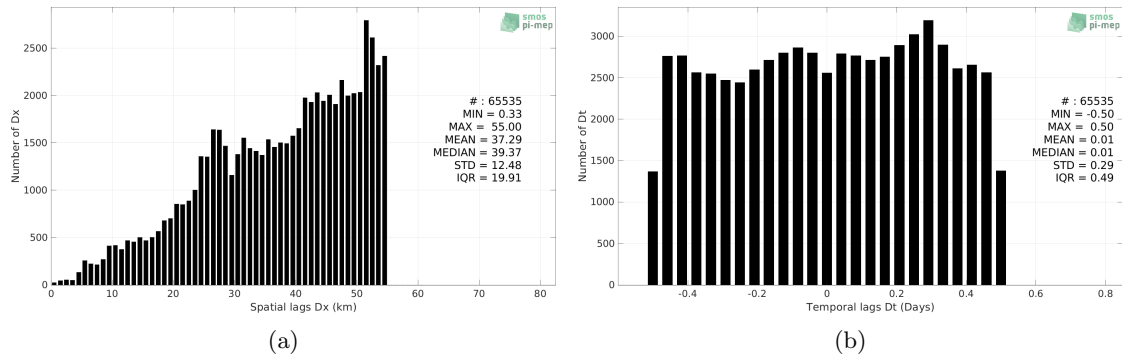 smos
pi-mep
2500
2000
1500
1000
500
0
Number of Dx
# : 65535
MIN = 0.33
MAX = 55.00
MEAN = 37.29
MEDIAN = 39.37
STD = 12.48
IQR = 19.91
0 10 20 30 40 50 60 70 80
Spatial lags Dx (km)
(a)
smos
pi-mep
3000
2500
2000
1500
1000
500
0
Number of Dt
# : 65535
MIN = -0.50
MAX = 0.50
MEAN = 0.01
MEDIAN = 0.01
STD = 0.29
IQR = 0.49
-0.4 -0.2 0 0.2 0.4 0.6 0.8
Temporal lags Dt (Days)
(b)